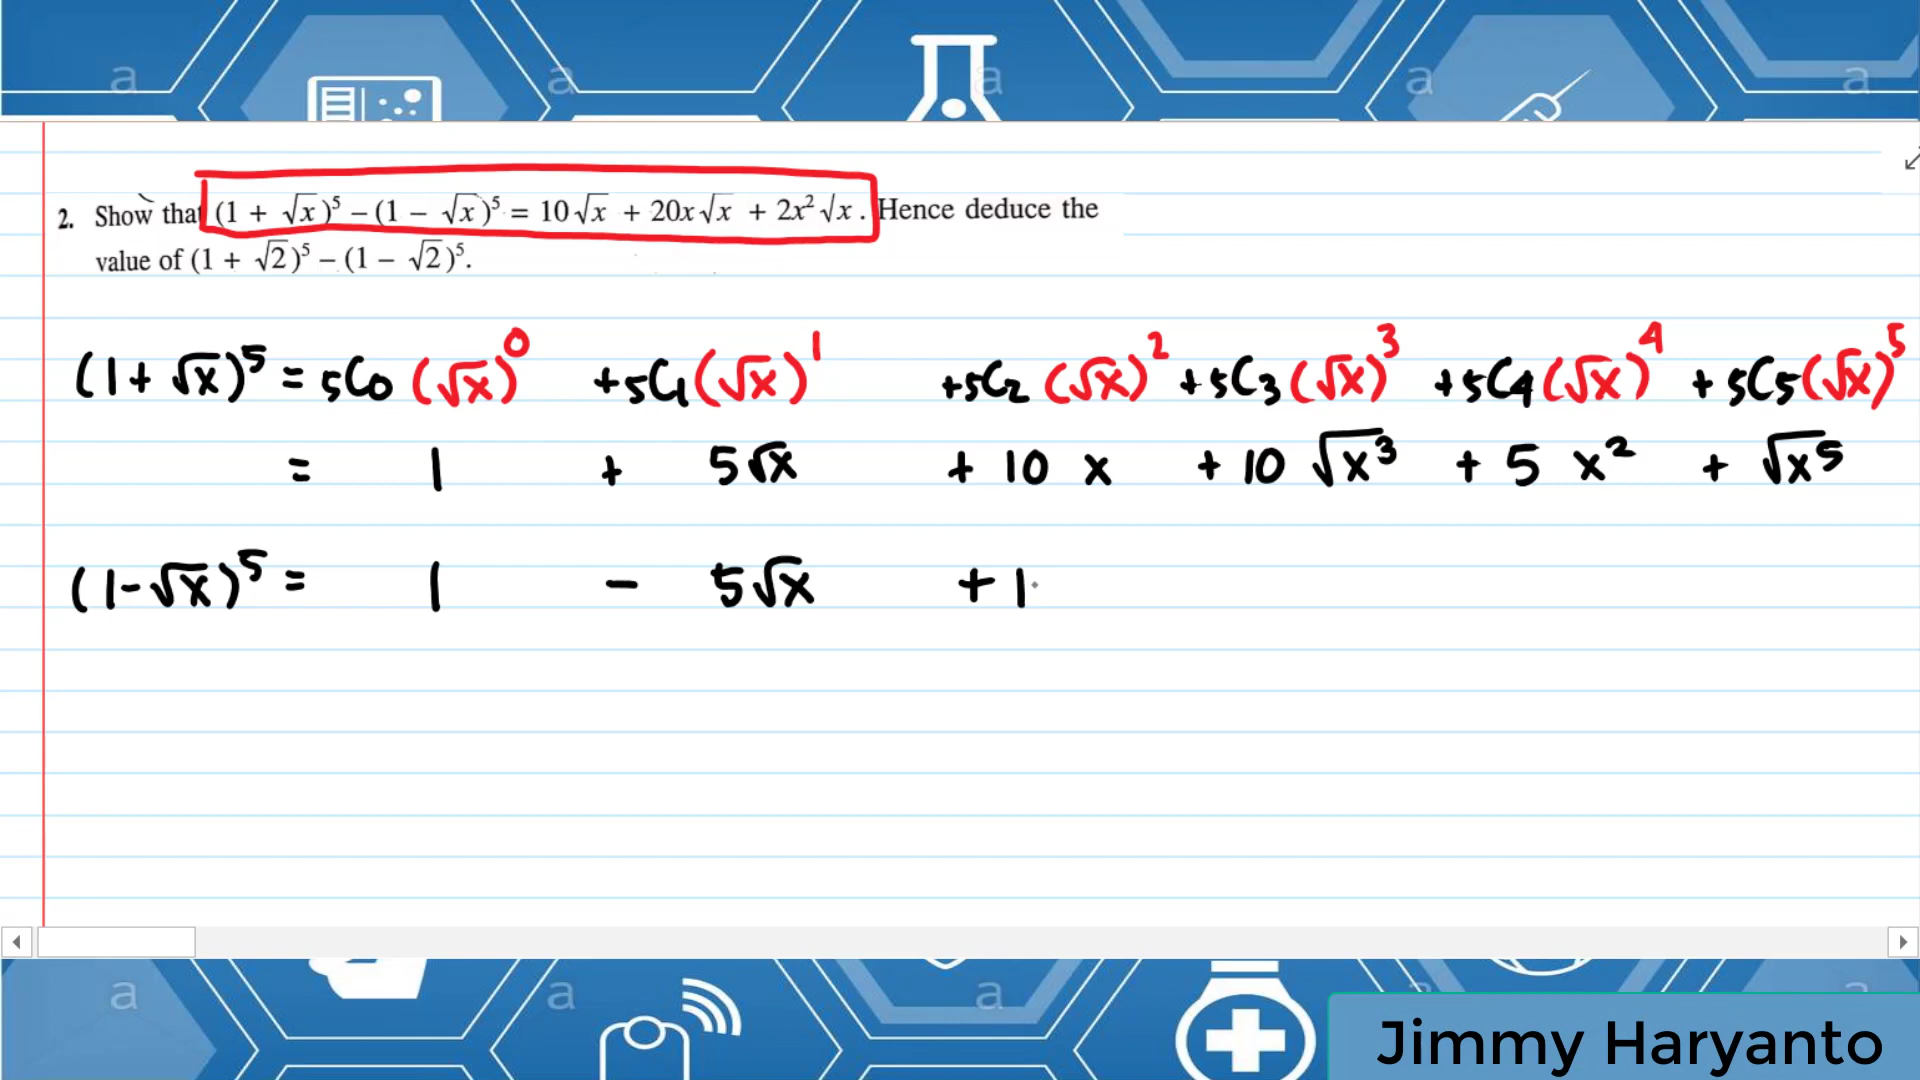 a a a a a
2. Show that (1 + √x)⁵ – (1 – √x)⁵ = 10√x + 20x√x + 2x²√x. Hence deduce the
value of (1 + √2)⁵ – (1 – √2)⁵.
(1+√x)⁵ = 5C0 (√x)⁰ +5C1(√x)¹ +5C2 (√x)² +5C3(√x)³ +5C4(√x)⁴ + 5C5(√x)⁵
= 1 + 5√x + 10 x + 10 √x³ + 5 x² + √x⁵
(1-√x)⁵ = 1 - 5√x + 1
a a a
Jimmy Haryanto